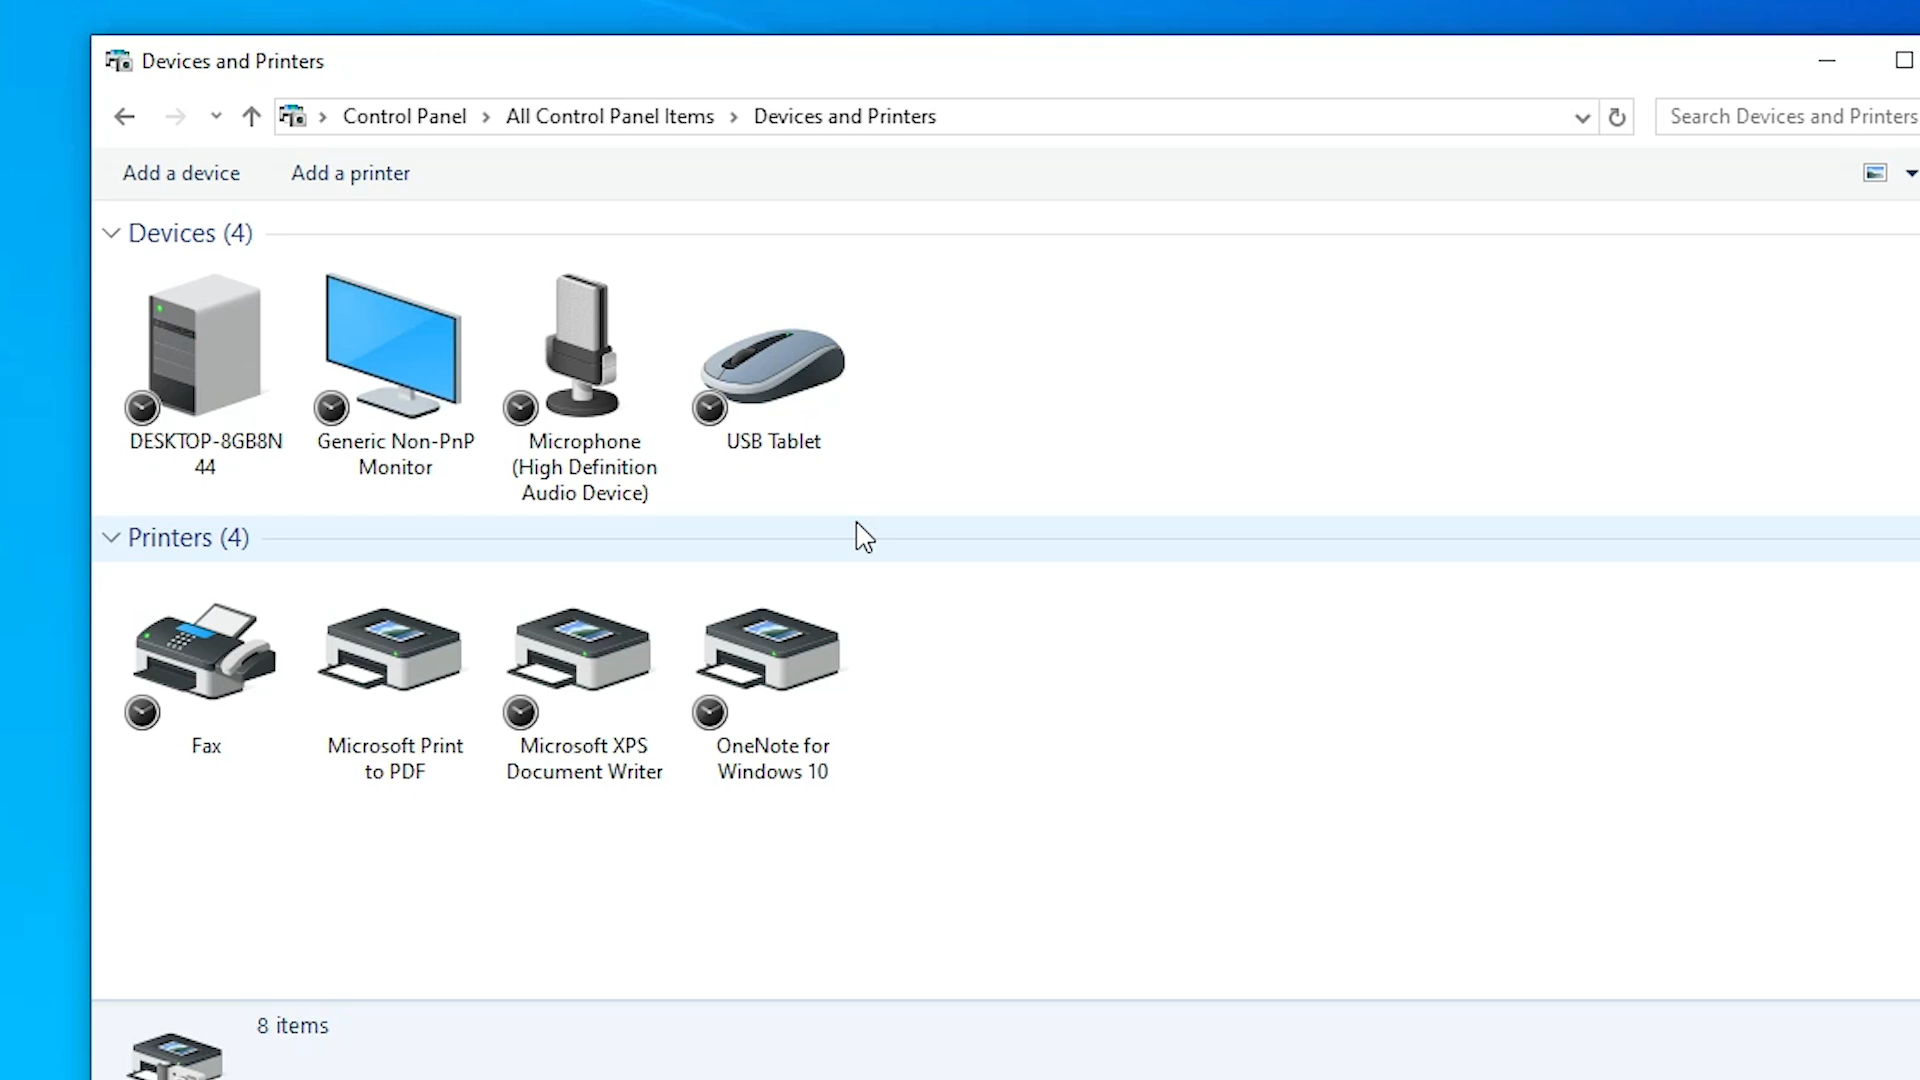 Devices and Printers
Control Panel > All Control Panel Items > Devices and Printers
Search Devices and Printers
Add a device
Add a printer
Devices (4)
DESKTOP-8GB8N
44
Generic Non-PnP
Monitor
Microphone
(High Definition
Audio Device)
USB Tablet
Printers (4)
Fax
Microsoft Print
to PDF
Microsoft XPS
Document Writer
OneNote for
Windows 10
8 items